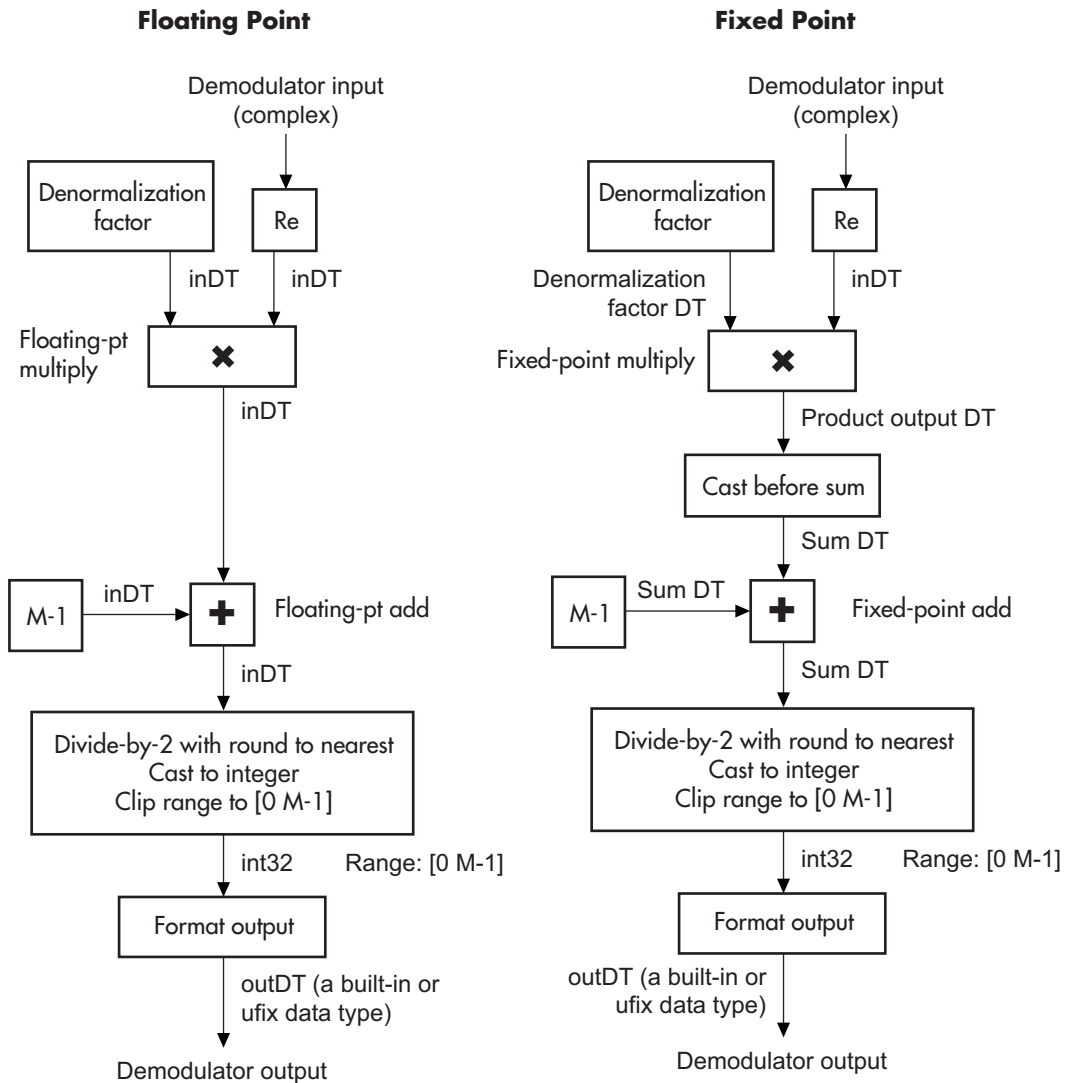 Floating Point
Demodulator input
(complex)
Denormalization
factor
Re
inDT
inDT
Floating-pt
multiply
inDT
M-1
inDT
Floating-pt add
inDT
Divide-by-2 with round to nearest
Cast to integer
Clip range to [0 M-1]
int32
Range: [0 M-1]
Format output
outDT (a built-in or
ufix data type)
Demodulator output
Fixed Point
Demodulator input
(complex)
Denormalization
factor
Re
Denormalization
factor DT
inDT
Fixed-point multiply
Product output DT
Cast before sum
Sum DT
M-1
Sum DT
Fixed-point add
Sum DT
Divide-by-2 with round to nearest
Cast to integer
Clip range to [0 M-1]
int32
Range: [0 M-1]
Format output
outDT (a built-in or
ufix data type)
Demodulator output